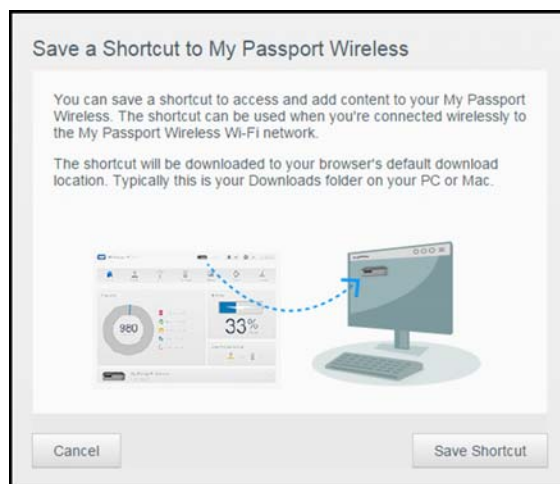 Save a Shortcut to My Passport Wireless
You can save a shortcut to access and add content to your My Passport
Wireless. The shortcut can be used when you're connected wirelessly to
the My Passport Wireless Wi-Fi network.
The shortcut will be downloaded to your browser's default download
location. Typically this is your Downloads folder on your PC or Mac.
980
33%
Cancel
Save Shortcut